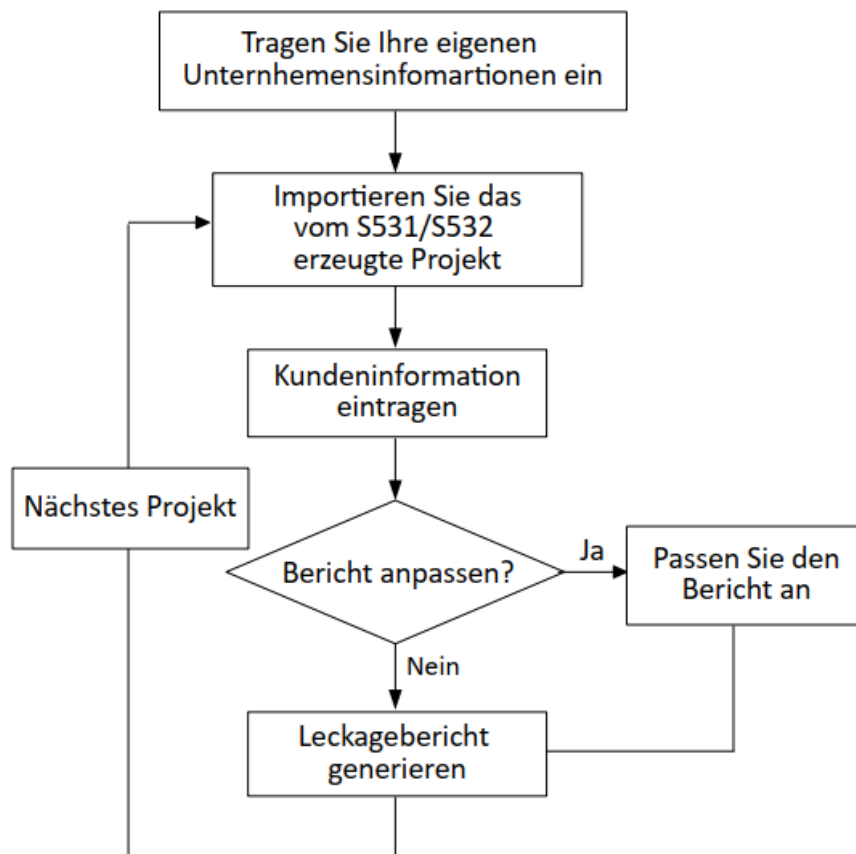 Tragen Sie Ihre eigenen
Unternhemensinfomartionen ein
Importieren Sie das
vom S531/S532
erzeugte Projekt
Kundeninformation
eintragen
Nächstes Projekt
Bericht anpassen?
Ja
Passen Sie den
Bericht an
Nein
Leckagebericht
generieren